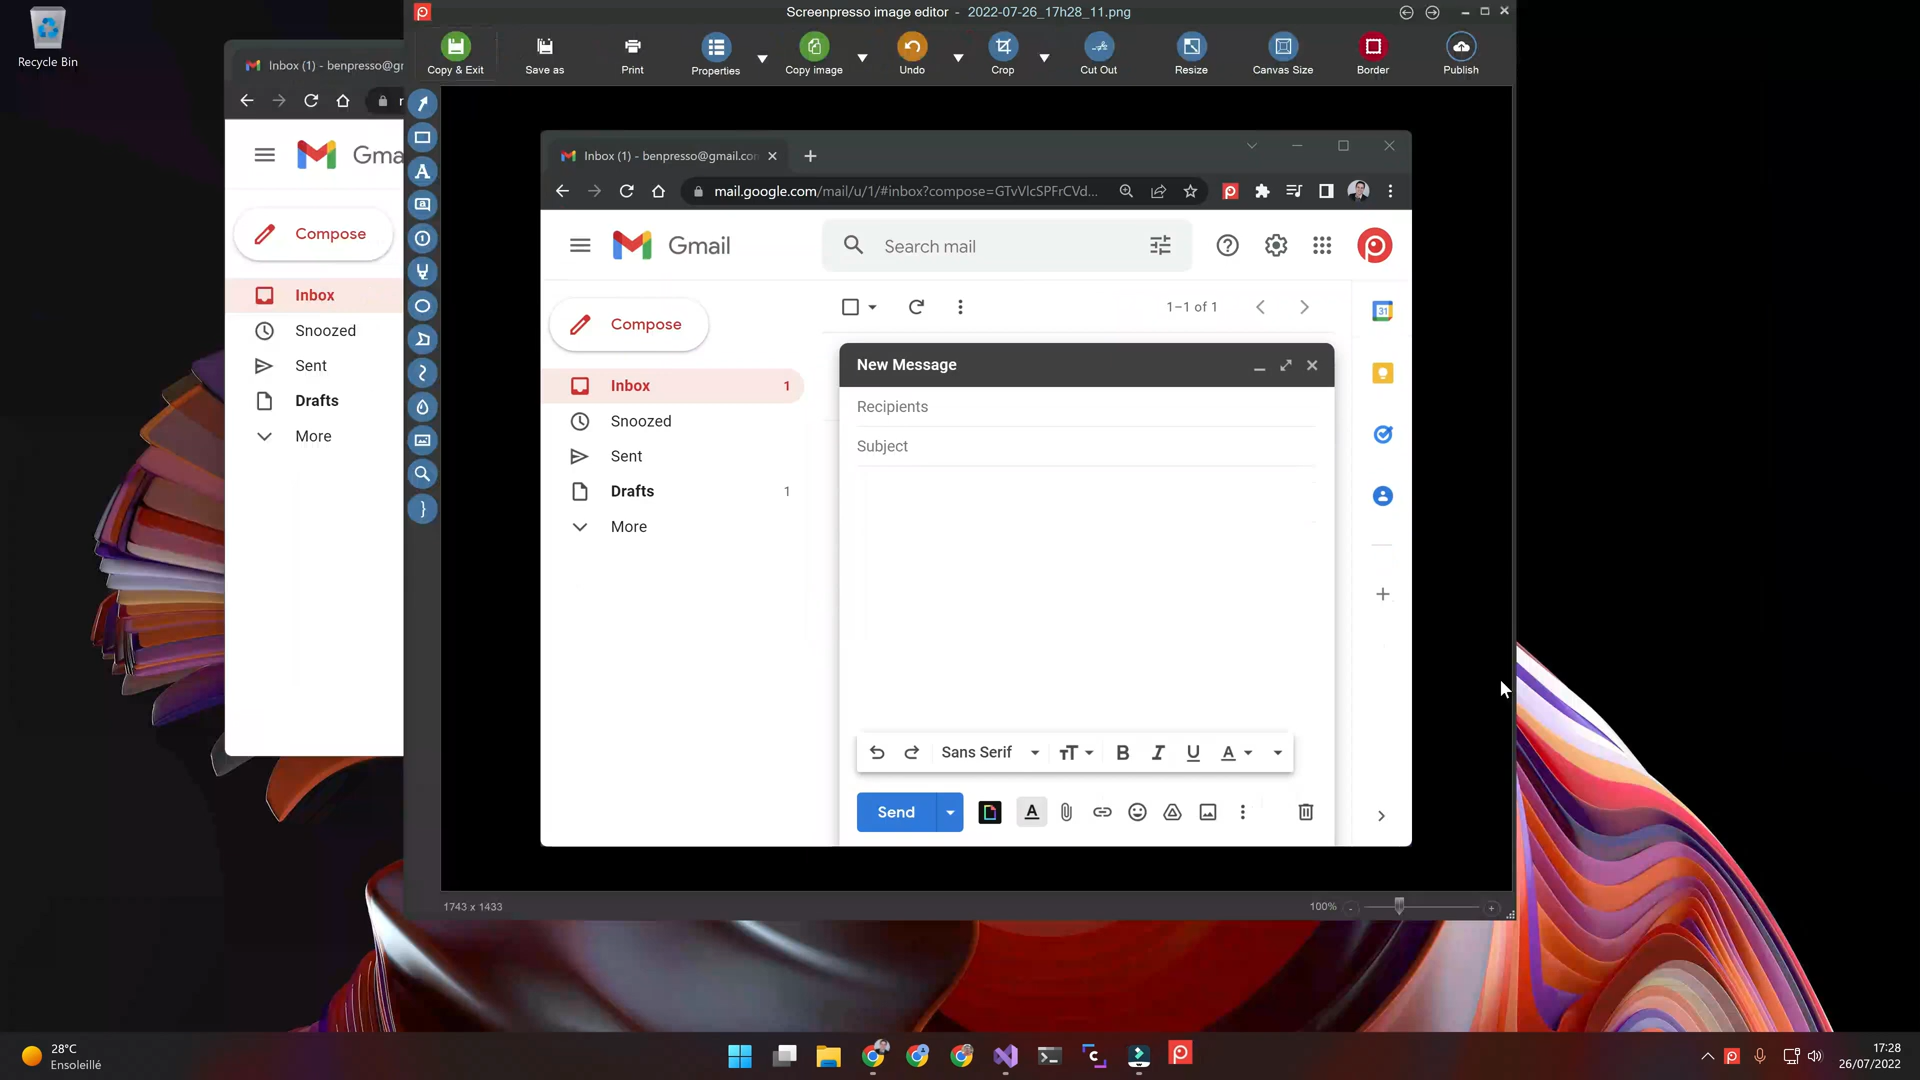 Recycle Bin
Screenpresso image editor - 2022-07-26_17h28_11.png
Copy & Exit
Save as
Print
Properties
Copy image
Undo
Crop
Cut Out
Resize
Canvas Size
Border
Publish
Inbox (1) - benpresso@gr
Gma
Compose
Inbox
Snoozed
Sent
Drafts
More
Inbox (1) - benpresso@gmail.co
mail.google.com/mail/u/1/#inbox?compose=GTvVlcSPFrCVd...
Gmail
Search mail
Compose
1–1 of 1
31
Inbox 1
Snoozed
Sent
Drafts 1
More
New Message
Recipients
Subject
Sans Serif
B I U A
Send
A
1743 x 1433
100%
28°C
Ensoleillé
17:28
26/07/2022